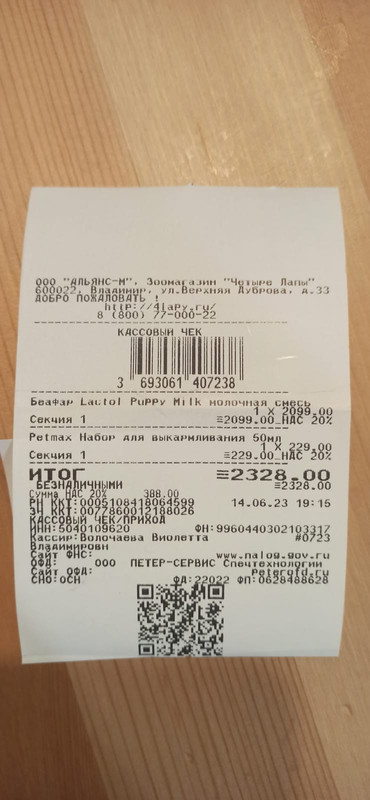 ООО "АЛЬЯНС-М", Зоомагазин "Четыре Лапы"
600022, Владимир, ул.Верхняя Дуброва, д.33
ДОБРО ПОЖАЛОВАТЬ !
http://4lapy.ru/
8 (800) 77-000-22
КАССОВЫЙ ЧЕК
3 693061 407238
Беафар Lactol Puppy Milk молочная смесь
1 X 2099.00
Секция 1 ≡2099.00_НДС 20%
Petmax Набор для выкармливания 50мл
1 X 229.00
Секция 1 ≡229.00_НДС 20%
ИТОГ ≡2328.00
БЕЗНАЛИЧНЫМИ ≡2328.00
Сумма НДС 20% 388.00
РН ККТ:0005108418064599 14.06.23 19:15
ЗН ККТ:0077860012188026
КАССОВЫЙ ЧЕК/ПРИХОД
ИНН:5040109620 ФН:9960440302103317
Кассир:Волочаева Виолетта #0723
Владимировн
Сайт ФНС: www.nalog.gov.ru
ОФД: ООО ПЕТЕР-СЕРВИС Спецтехнологии
Сайт ОФД: Peterofd.ru
СНО:ОСН ФД:22022 ФП:0628488628